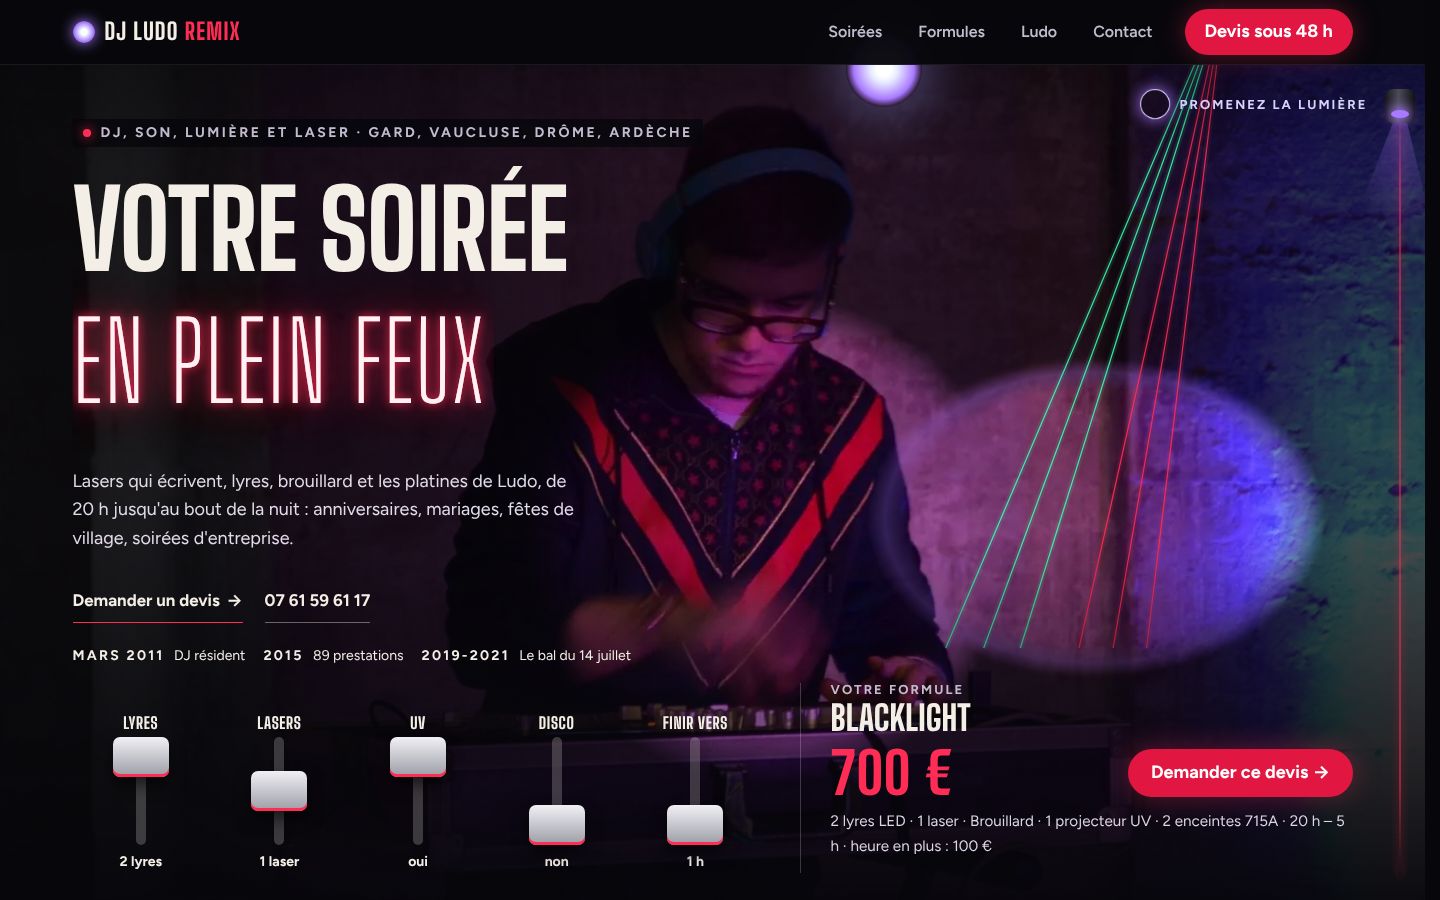 DJ LUDO REMIX
Soirées Formules Ludo Contact Devis sous 48 h
PROMENEZ LA LUMIÈRE
DJ, SON, LUMIÈRE ET LASER · GARD, VAUCLUSE, DRÔME, ARDÈCHE
VOTRE SOIRÉE
EN PLEIN FEUX
Lasers qui écrivent, lyres, brouillard et les platines de Ludo, de
20 h jusqu'au bout de la nuit : anniversaires, mariages, fêtes de
village, soirées d'entreprise.
Demander un devis → 07 61 59 61 17
MARS 2011 DJ résident 2015 89 prestations 2019-2021 Le bal du 14 juillet
LYRES LASERS UV DISCO FINIR VERS
2 lyres 1 laser oui non 1 h
VOTRE FORMULE
BLACKLIGHT
700 €
Demander ce devis →
2 lyres LED · 1 laser · Brouillard · 1 projecteur UV · 2 enceintes 715A · 20 h – 5
h · heure en plus : 100 €